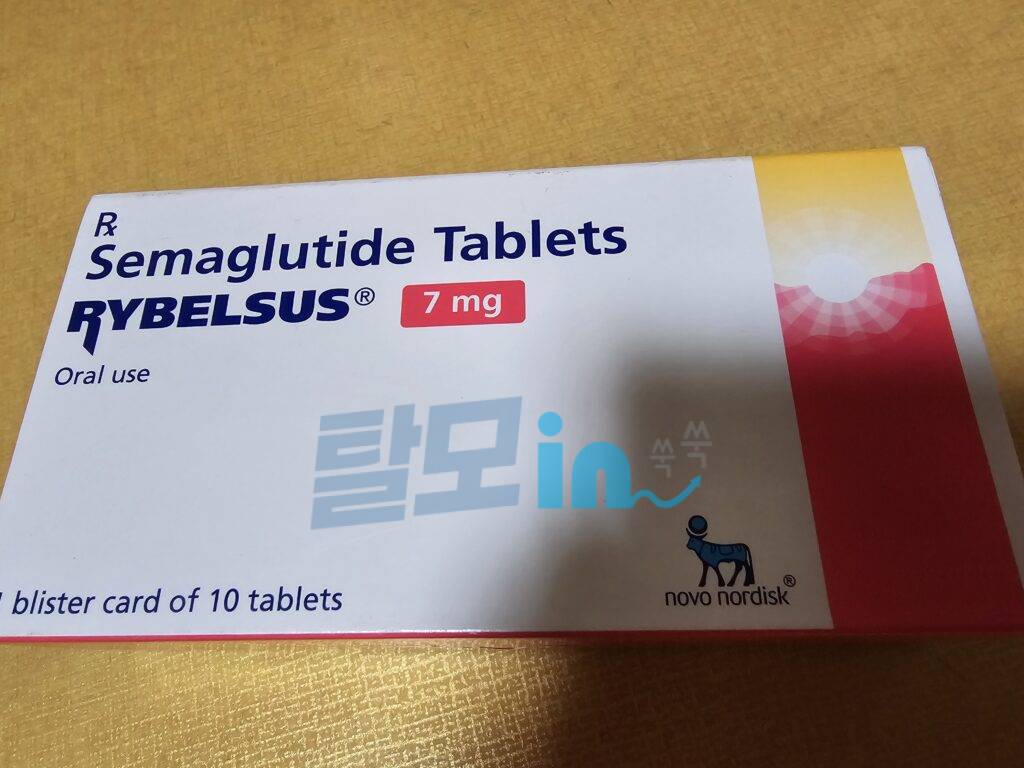 Rx
Semaglutide Tablets
RYBELSUS® 7 mg
Oral use
탈모in 쑥쑥
novo nordisk®
blister card of 10 tablets